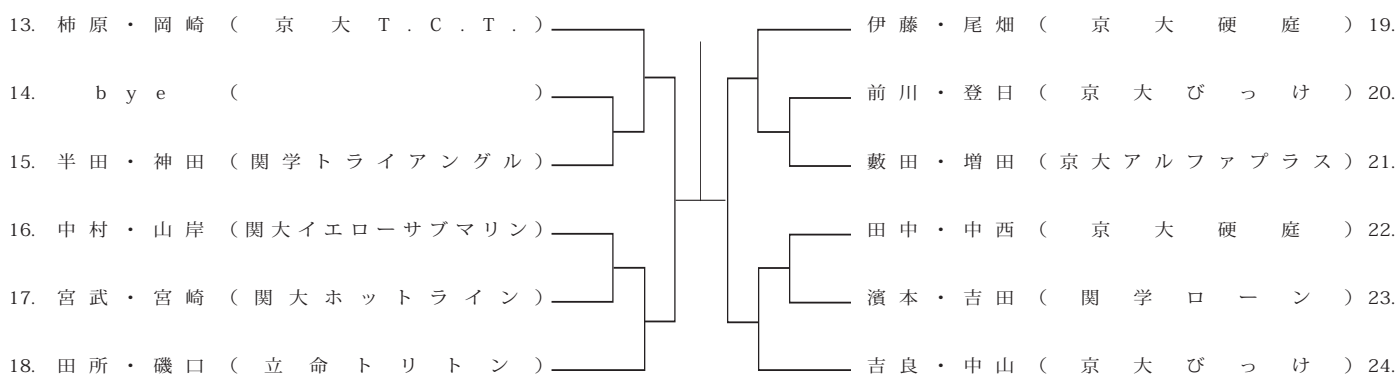 13. 柿原・岡崎（京大T.C.T.）
14. bye（ ）
15. 半田・神田（関学トライアングル）
16. 中村・山岸（関大イエローサブマリン）
17. 宮武・宮崎（関大ホットライン）
18. 田所・磯口（立命トリトン）
伊藤・尾畑（京大硬庭）19.
前川・登日（京大びっけ）20.
藪田・増田（京大アルファプラス）21.
田中・中西（京大硬庭）22.
濱本・吉田（関学ローン）23.
吉良・中山（京大びっけ）24.